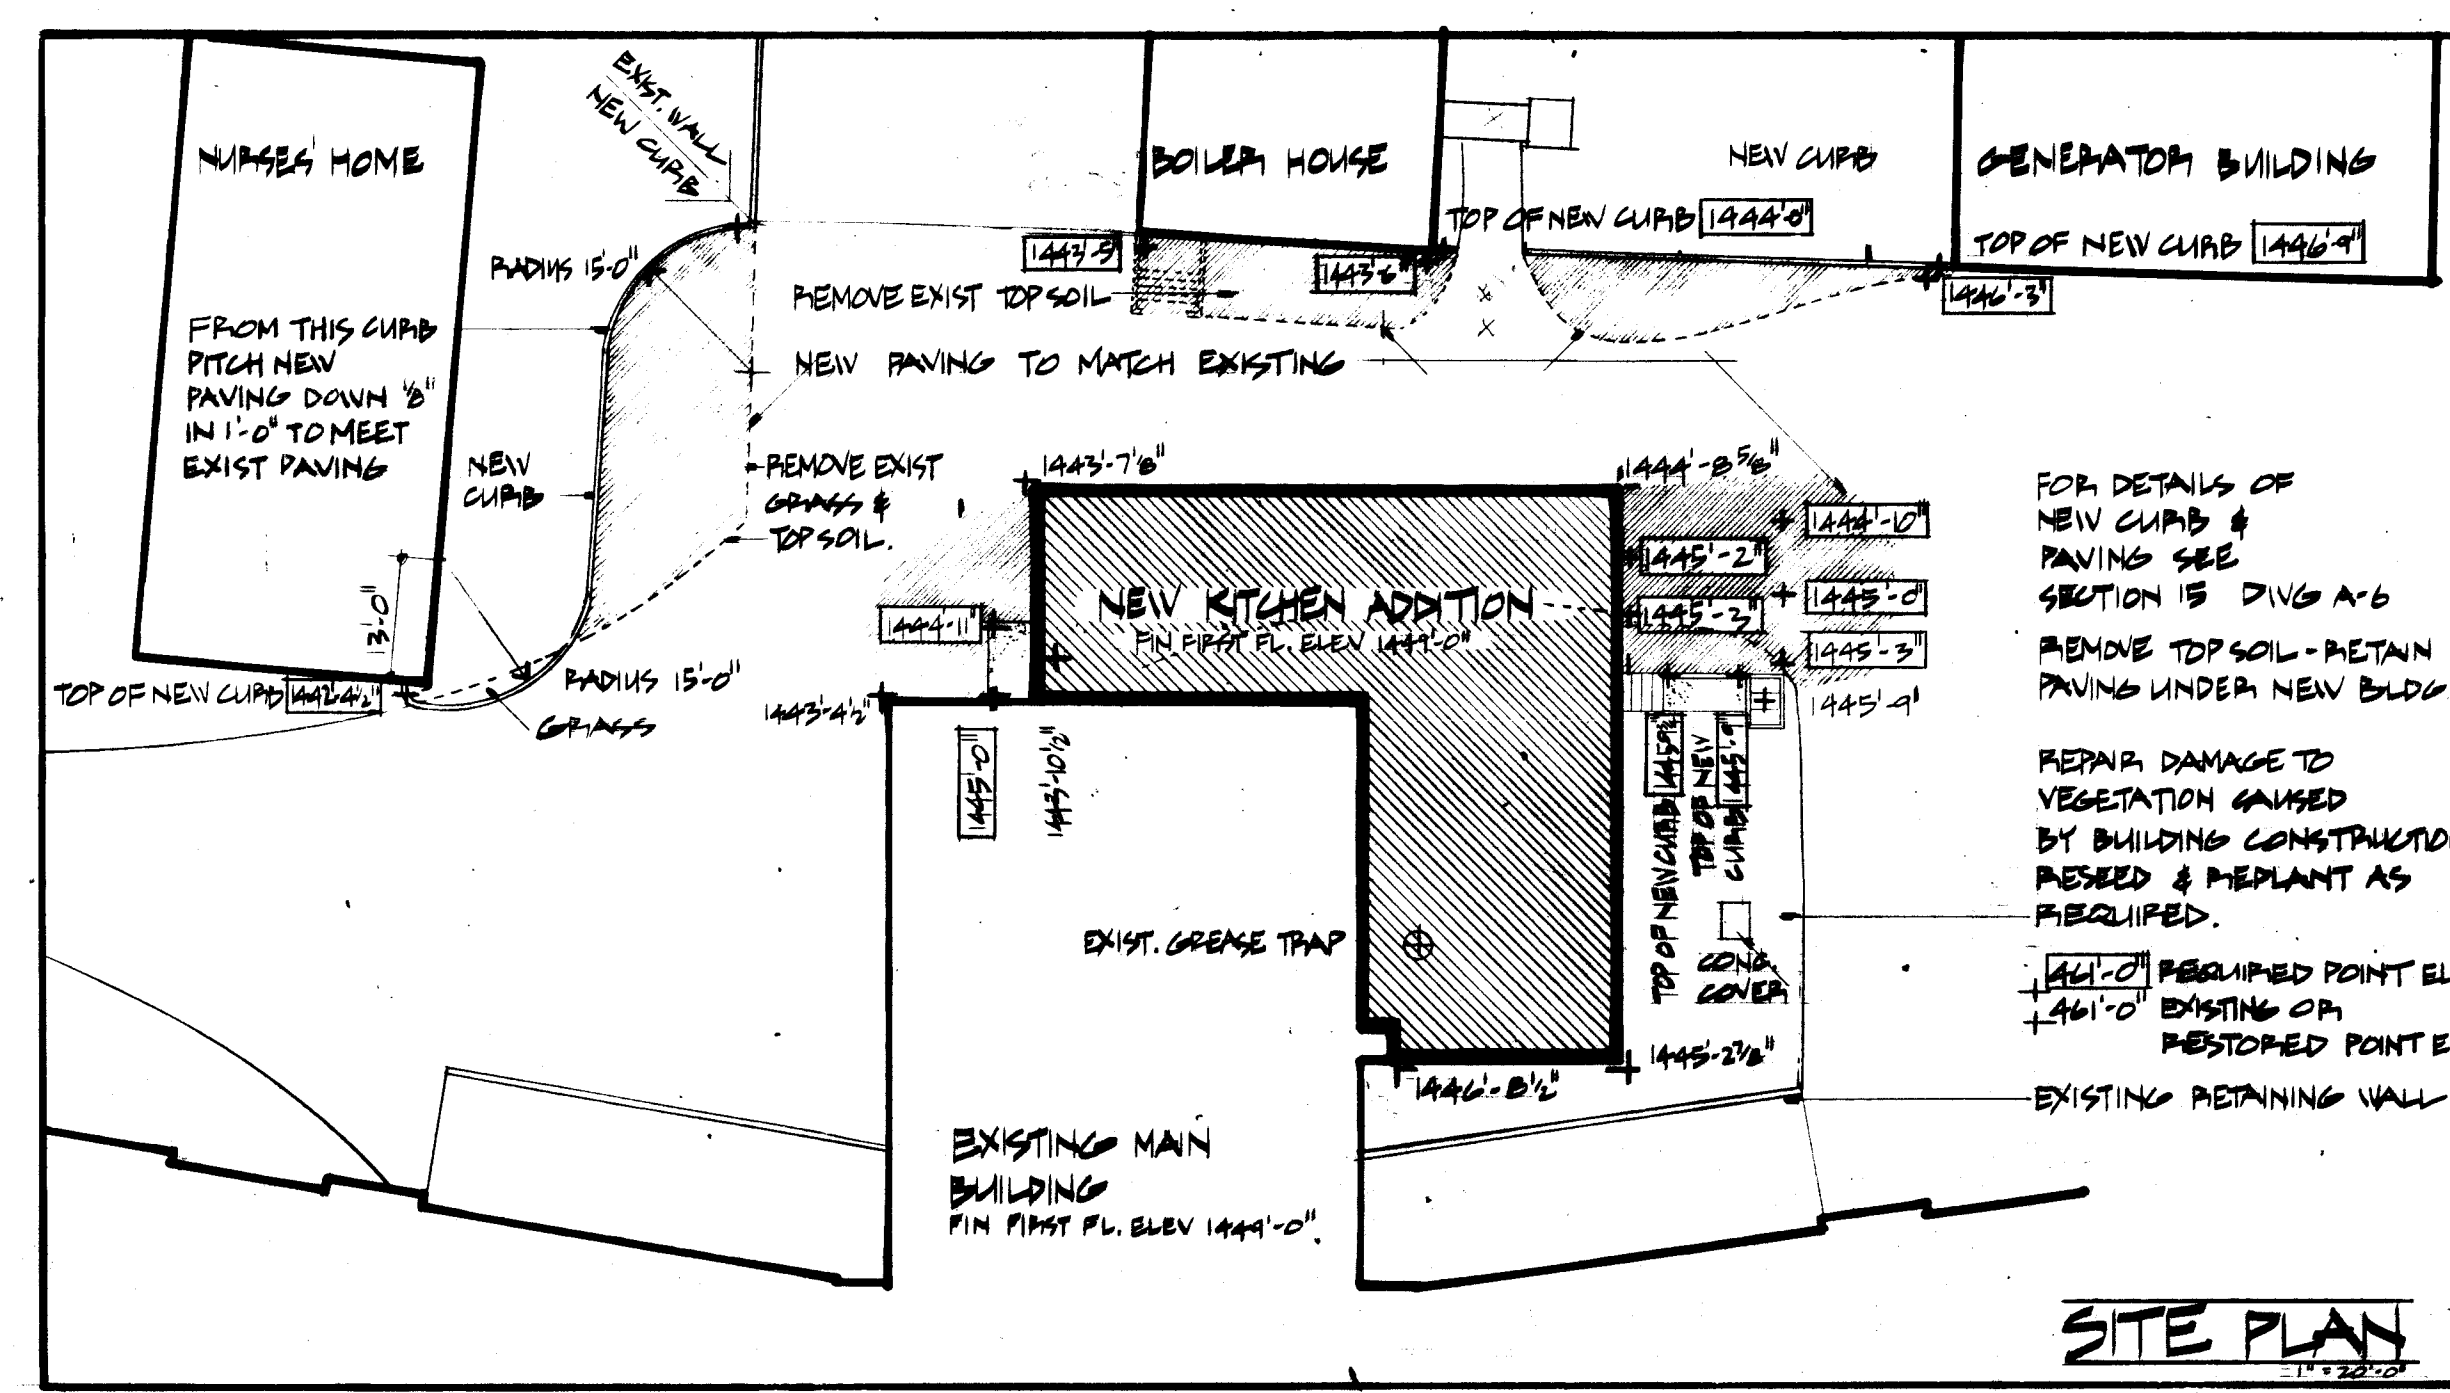 EXIST. WALL
NEW CURB
NURSES' HOME
BOILER HOUSE
NEW CURB
GENERATOR BUILDING
TOP OF NEW CURB 1444'-8"
TOP OF NEW CURB 1446'-9"
RADIUS 15'-0"
1443'-5"
1443'-6"
1446'-3"
REMOVE EXIST TOPSOIL
FROM THIS CURB
PITCH NEW
PAVING DOWN 1/8"
IN 1'-0" TO MEET
EXIST PAVING
NEW PAVING TO MATCH EXISTING
NEW
CURB
REMOVE EXIST
GRASS &
TOPSOIL.
1443'-7 1/8"
1444'-8 5/8"
1444'-10"
1445'-2"
1445'-0"
1445'-3"
1445'-3"
1445'-9"
FOR DETAILS OF
NEW CURB &
PAVING SEE
SECTION 15 DWG A-6
REMOVE TOPSOIL-RETAIN
PAVING UNDER NEW BLDG
NEW KITCHEN ADDITION
FIN FIRST FL. ELEV 1449'-0"
1444'-11"
13'-0"
TOP OF NEW CURB 1442'-4 1/2"
RADIUS 15'-0"
GRASS
1443'-4 1/2"
1445'-0"
1443'-10 1/2"
TOP OF NEW CURB
TOP OF NEW
CURB 1445'-9"
REPAIR DAMAGE TO
VEGETATION CAUSED
BY BUILDING CONSTRUCTIO
RESEED & REPLANT AS
REQUIRED.
EXIST. GREASE TRAP
CONC.
COVER
461'-0" REQUIRED POINT EL
461'-0" EXISTING OR
RESTORED POINT E
1445'-2 7/8"
1446'-8 1/2"
EXISTING RETAINING WALL
EXISTING MAIN
BUILDING
FIN FIRST FL. ELEV 1449'-0".
SITE PLAN
1" = 20'-0"